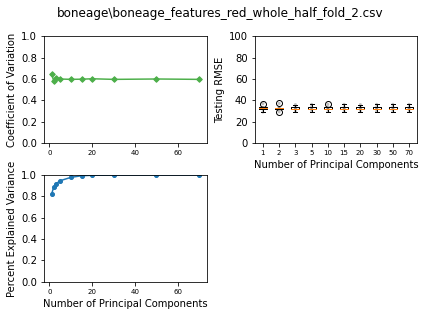 boneage\boneage_features_red_whole_half_fold_2.csv
Coefficient of Variation
1.0
0.8
0.6
0.4
0.2
0.0
0 20 40 60
Testing RMSE
100
80
60
40
20
0
1 2 3 5 10 15 20 30 50 70
Number of Principal Components
Percent Explained Variance
1.0
0.8
0.6
0.4
0.2
0.0
0 20 40 60
Number of Principal Components